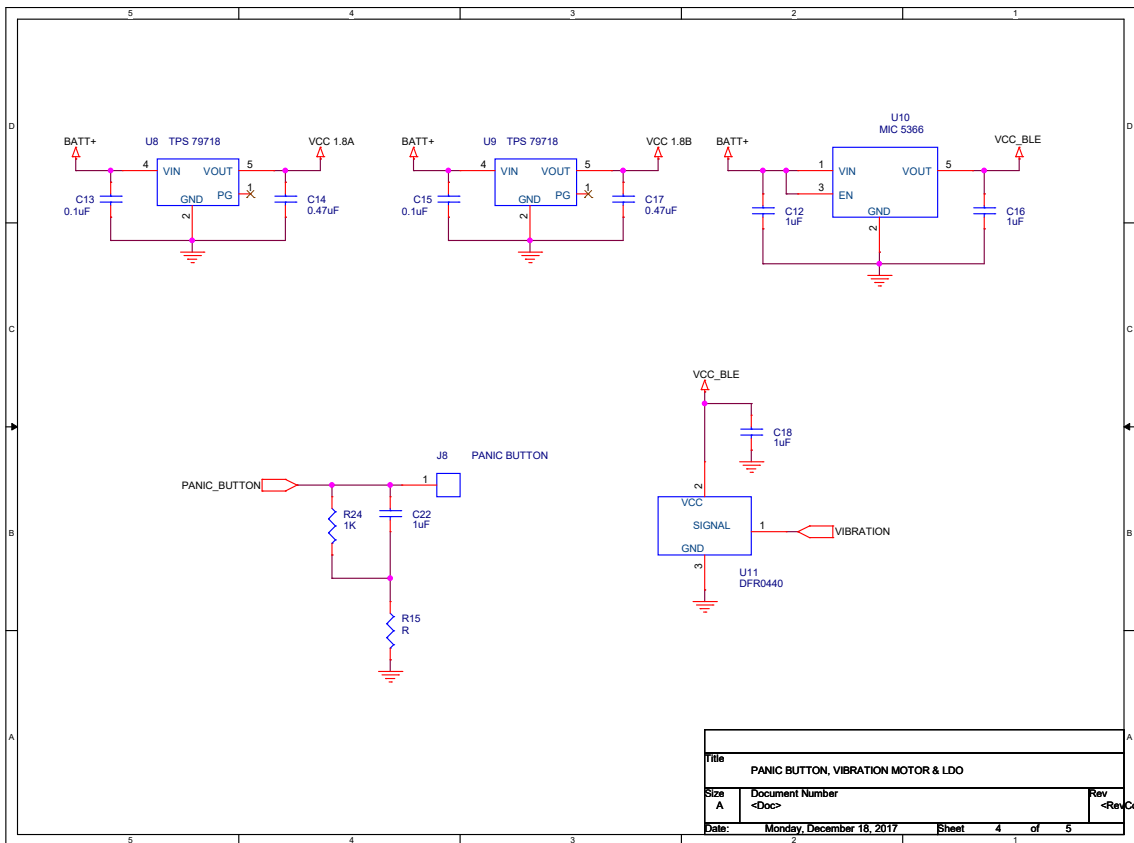 5 4 3 2 1
D D
C C
B B
A A
BATT+
U8 TPS 79718
VCC 1.8A
4 VIN VOUT 5
PG 1
GND
2
C13
0.1uF
C14
0.47uF
BATT+
U9 TPS 79718
VCC 1.8B
4 VIN VOUT 5
PG 1
GND
2
C15
0.1uF
C17
0.47uF
U10
MIC 5366
BATT+
VCC_BLE
1 VIN VOUT 5
3 EN
GND
2
C12
1uF
C16
1uF
VCC_BLE
C18
1uF
2
VCC
SIGNAL 1
VIBRATION
GND
3
U11
DFR0440
J8 PANIC BUTTON
PANIC_BUTTON
1
R24
1K
C22
1uF
R15
R
Title
PANIC BUTTON, VIBRATION MOTOR & LDO
Size Document Number Rev
A <Doc> <RevCo
Date: Monday, December 18, 2017 Sheet 4 of 5
5 4 3 2 1